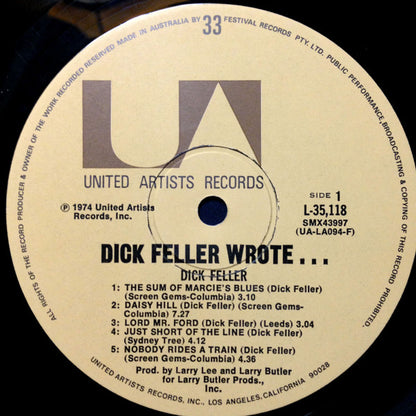 ALL RIGHTS OF THE RECORD PRODUCER & OWNER OF THE WORK RECORDED RESERVED MADE IN AUSTRALIA BY FESTIVAL RECORDS PTY. LTD. PUBLIC PERFORMANCE, BROADCASTING & COPYING OF THIS RECORD PROHIBITED.
33
UA
UNITED ARTISTS RECORDS
SIDE 1
℗ 1974 United Artists
Records, Inc.
L-35,118
SMX43997
(UA-LA094-F)
DICK FELLER WROTE . . .
DICK FELLER
1: THE SUM OF MARCIE'S BLUES (Dick Feller)
(Screen Gems-Columbia) 3.10
2: DAISY HILL (Dick Feller) (Screen Gems-
Columbia) 7.27
3: LORD MR. FORD (Dick Feller) (Leeds) 3.04
4: JUST SHORT OF THE LINE (Dick Feller)
(Sydney Tree) 4.12
5: NOBODY RIDES A TRAIN (Dick Feller)
(Screen Gems-Columbia) 4.36
Prod. by Larry Lee and Larry Butler
for Larry Butler Prods.,
Inc.
UNITED ARTISTS RECORDS, INC., LOS ANGELES, CALIFORNIA 90028